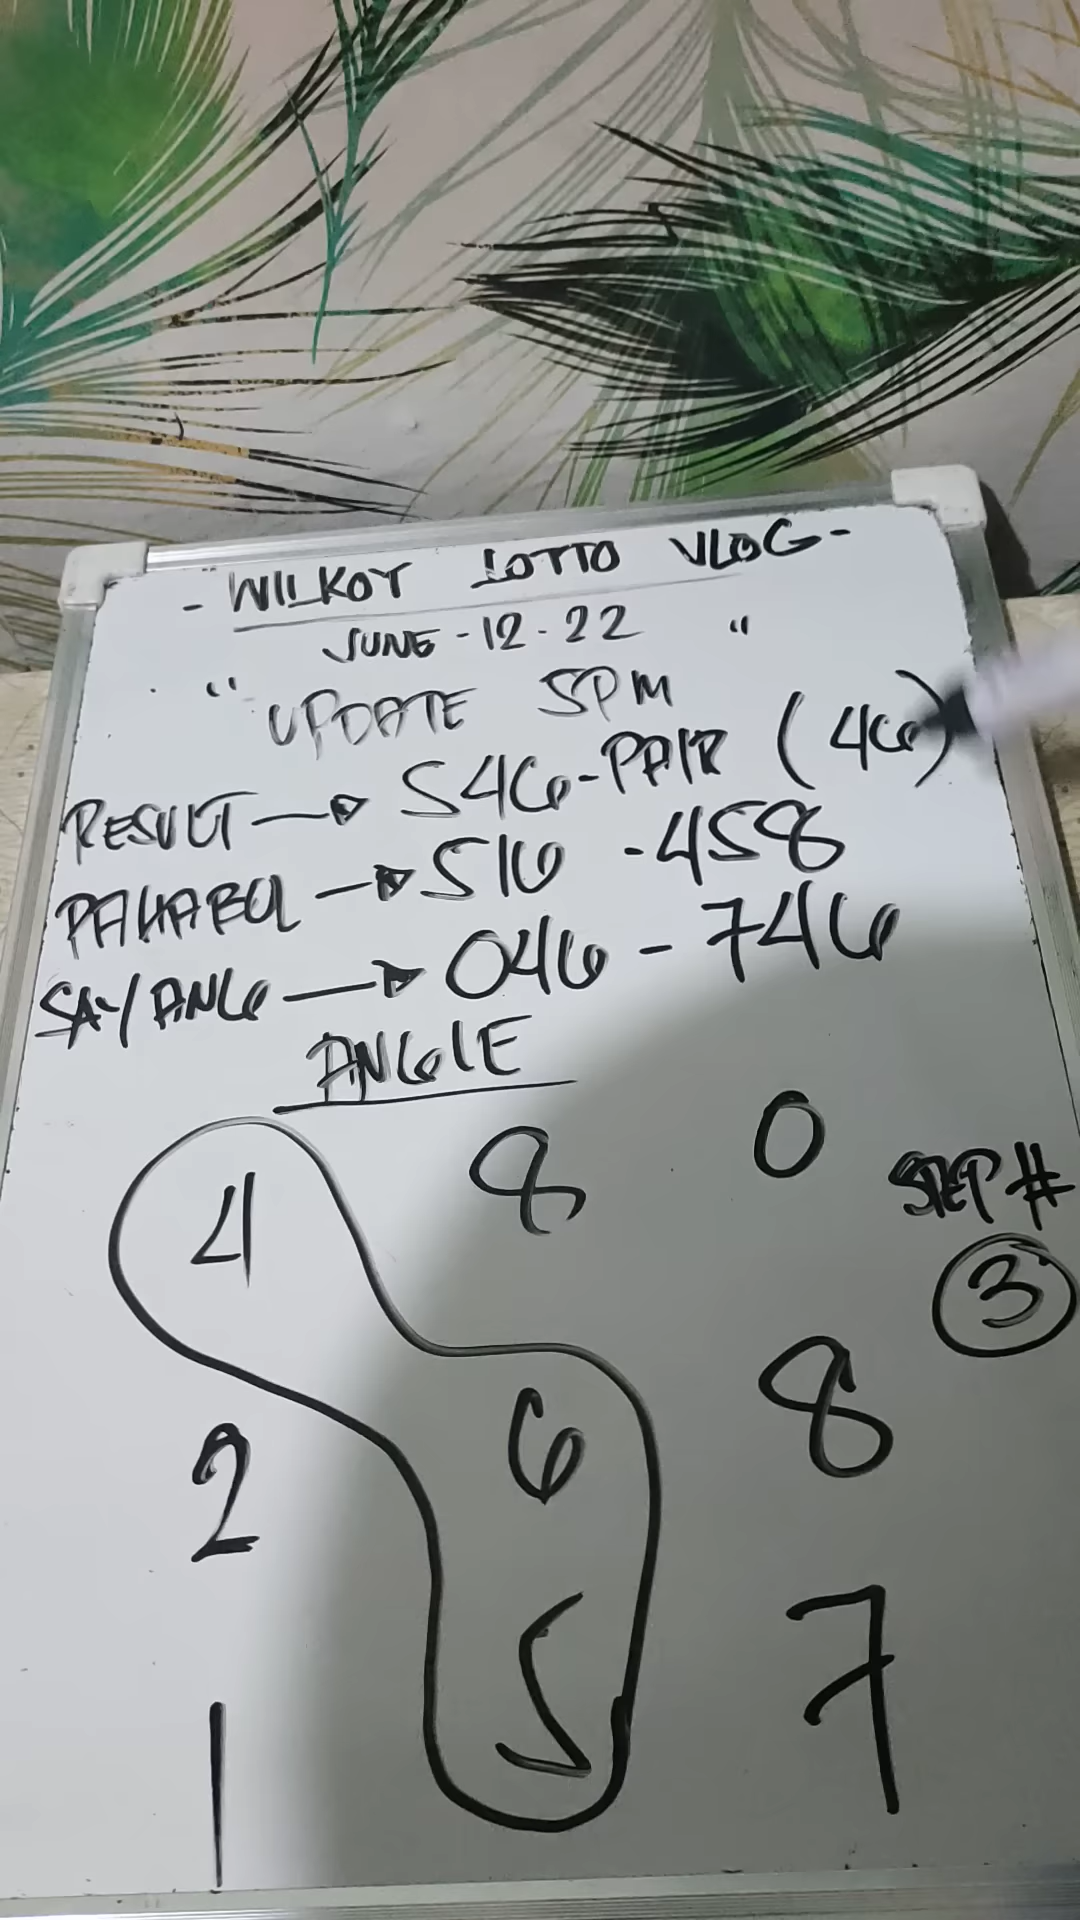 - WILKOY LOTTO VLOG -
JUNE - 12 - 22
" UPDATE 5PM "
RESULT → 546 - PAIR (46)
PAHABOL → 516 - 458
SAYANG → 046 - 746
ANGLE
4 8 0
STEP #
3
2 6 8
1 5 7